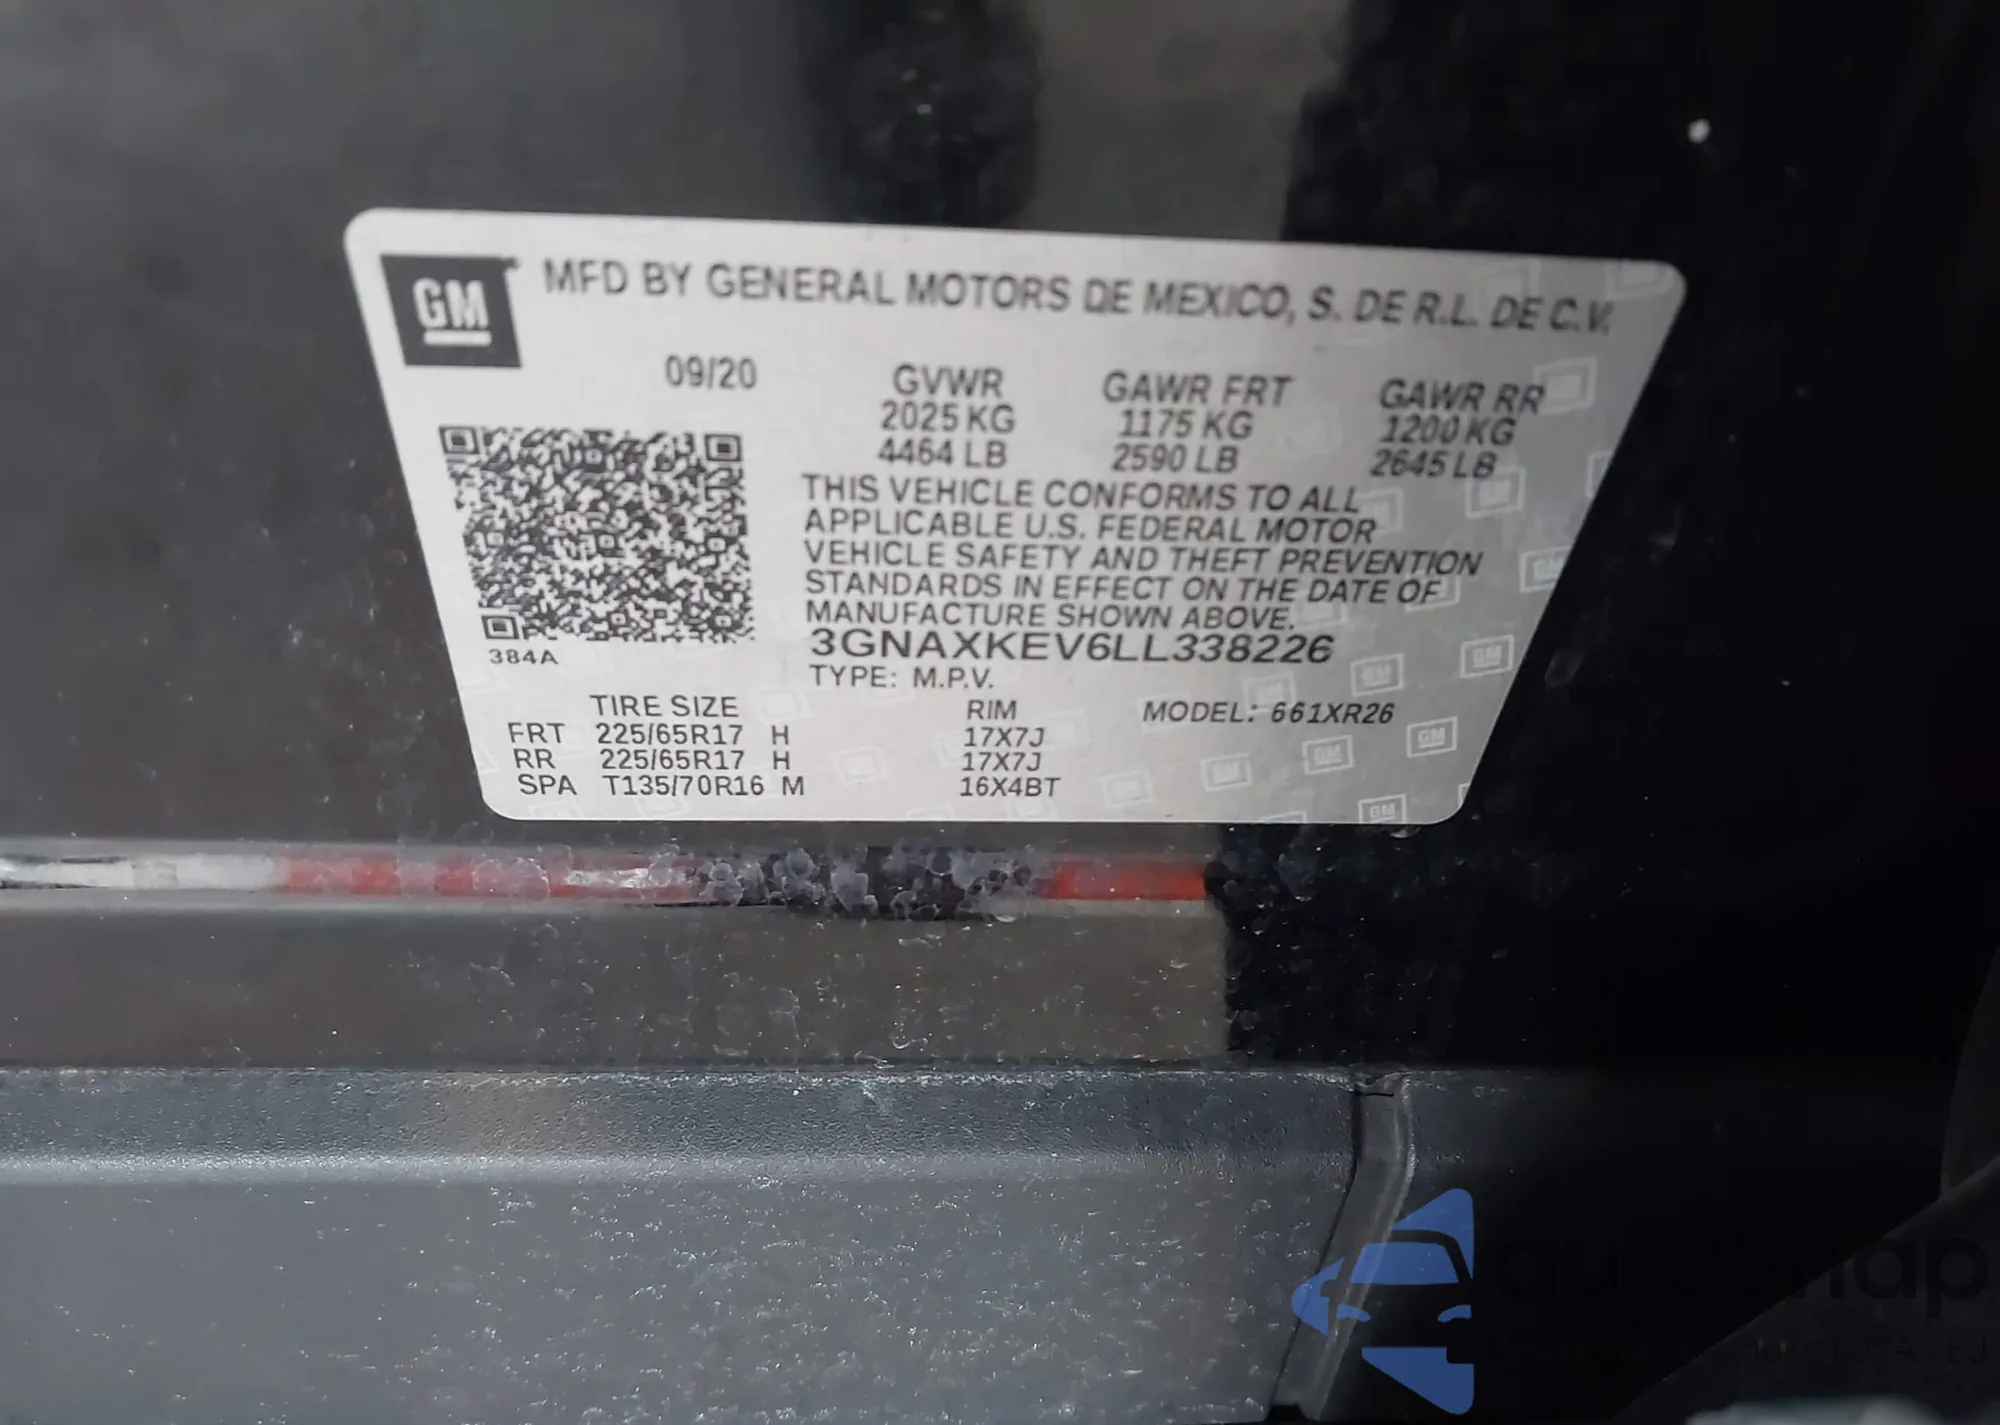 GM
MFD BY GENERAL MOTORS DE MEXICO, S. DE R.L. DE C.V.
09/20
GVWR GAWR FRT GAWR RR
2025 KG 1175 KG 1200 KG
4464 LB 2590 LB 2645 LB
THIS VEHICLE CONFORMS TO ALL
APPLICABLE U.S. FEDERAL MOTOR
VEHICLE SAFETY AND THEFT PREVENTION
STANDARDS IN EFFECT ON THE DATE OF
MANUFACTURE SHOWN ABOVE.
3GNAXKEV6LL338226
384A
TYPE: M.P.V.
TIRE SIZE RIM MODEL: 661XR26
FRT 225/65R17 H 17X7J
RR 225/65R17 H 17X7J
SPA T135/70R16 M 16X4BT